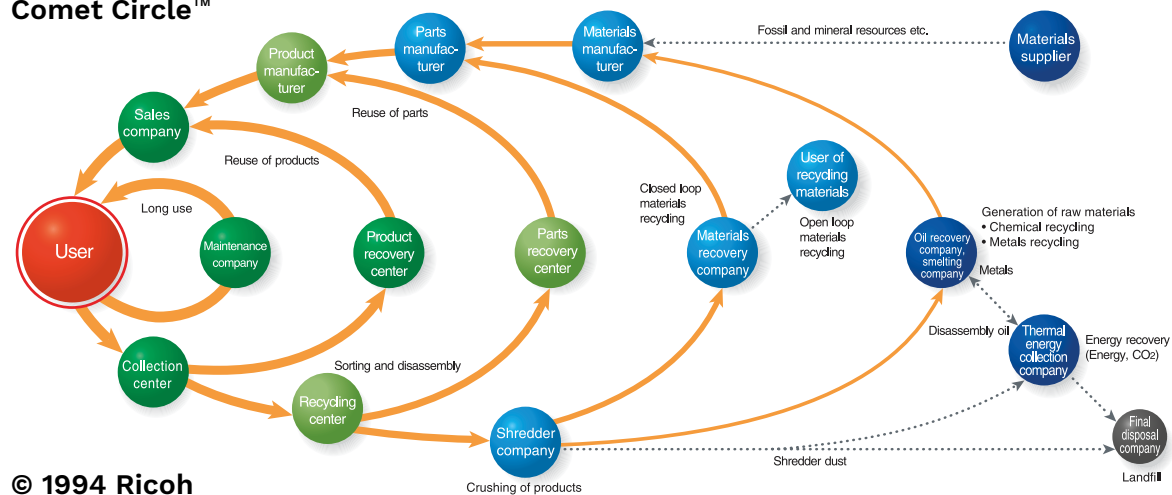 Comet Circle™
Parts
manufac-
turer
Materials
manufac-
turer
Fossil and mineral resources etc.
Materials
supplier
Product
manufac-
turer
Sales
company
Reuse of parts
Reuse of products
User of
recycling
materials
Closed loop
materials
recycling
Long use
Open loop
materials
recycling
Generation of raw materials
• Chemical recycling
• Metals recycling
User
Maintenance
company
Product
recovery
center
Parts
recovery
center
Materials
recovery
company
Oil recovery
company,
smelting
company
Metals
Disassembly oil
Thermal
energy
collection
company
Energy recovery
(Energy, CO2)
Collection
center
Sorting and disassembly
Recycling
center
Shredder
company
Crushing of products
Shredder dust
Final
disposal
company
Landfill
© 1994 Ricoh